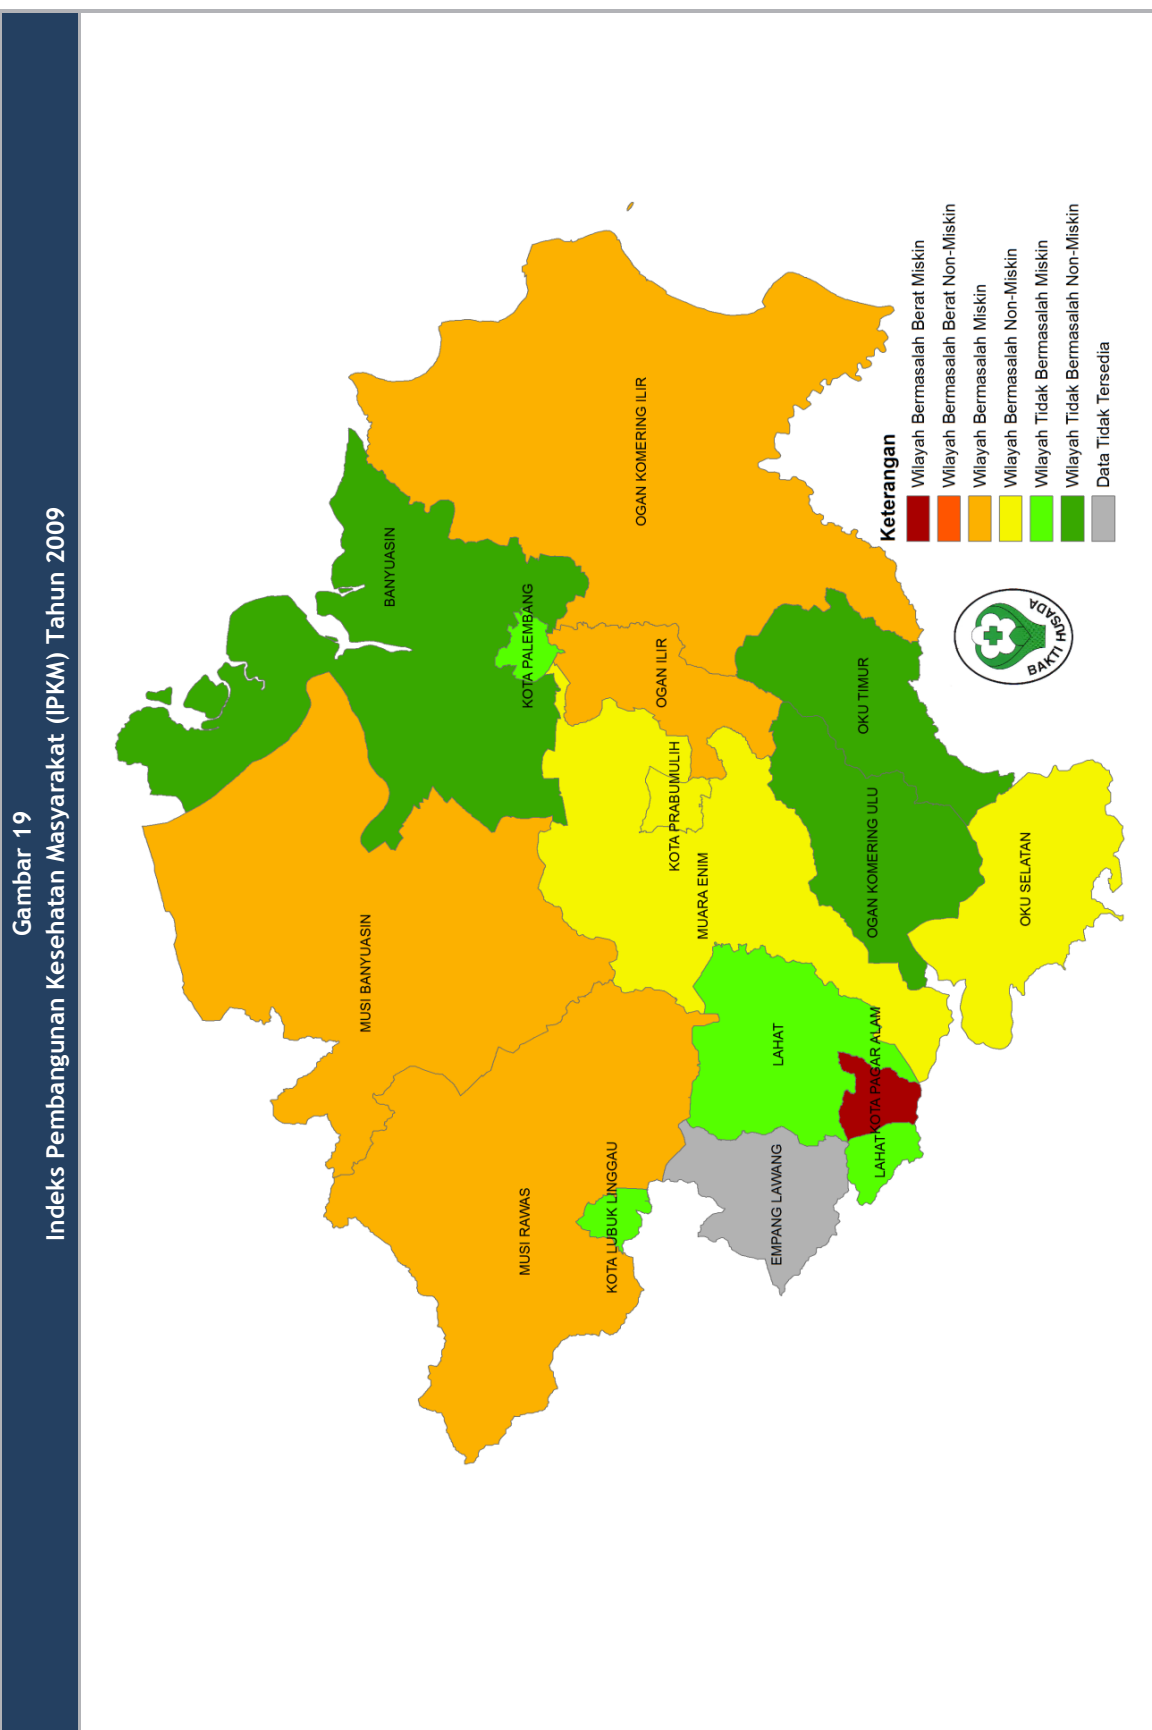 Gambar 19
Indeks Pembangunan Kesehatan Masyarakat (IPKM) Tahun 2009
MUSI BANYUASIN
BANYUASIN
MUSI RAWAS
KOTA PALEMBANG
KOTA LUBUK LINGGAU
OGAN KOMERING ILIR
OGAN ILIR
KOTA PRABUMULIH
MUARA ENIM
EMPANG LAWANG
LAHAT
OKU TIMUR
OGAN KOMERING ULU
KOTA PAGAR ALAM
LAHAT
OKU SELATAN
Keterangan
Wilayah Bermasalah Berat Miskin
Wilayah Bermasalah Berat Non-Miskin
Wilayah Bermasalah Miskin
Wilayah Bermasalah Non-Miskin
Wilayah Tidak Bermasalah Miskin
Wilayah Tidak Bermasalah Non-Miskin
Data Tidak Tersedia
BAKTI HUSADA